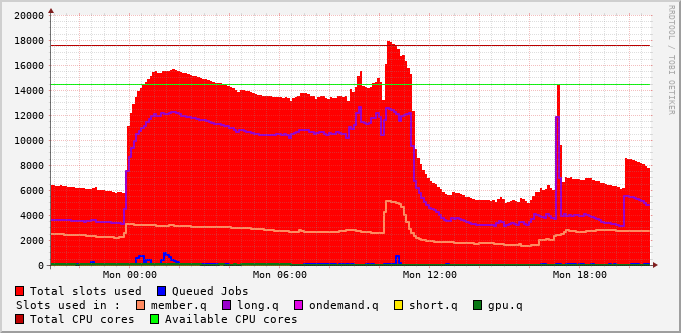 20000
18000
16000
14000
12000
10000
8000
6000
4000
2000
0
Mon 00:00 Mon 06:00 Mon 12:00 Mon 18:00
RRDTOOL / TOBI OETIKER
Total slots used Queued Jobs
Slots used in : member.q long.q ondemand.q short.q gpu.q
Total CPU cores Available CPU cores